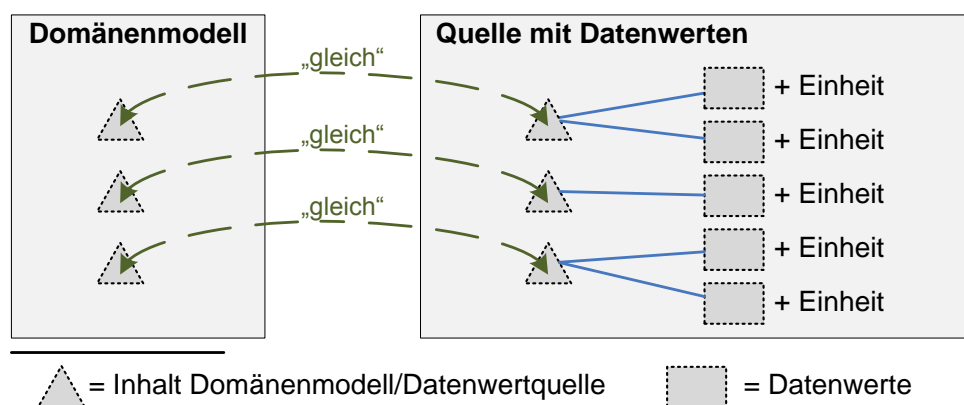 Domänenmodell
Quelle mit Datenwerten
„gleich“
„gleich“
„gleich“
+ Einheit
+ Einheit
+ Einheit
+ Einheit
+ Einheit
= Inhalt Domänenmodell/Datenwertquelle
= Datenwerte